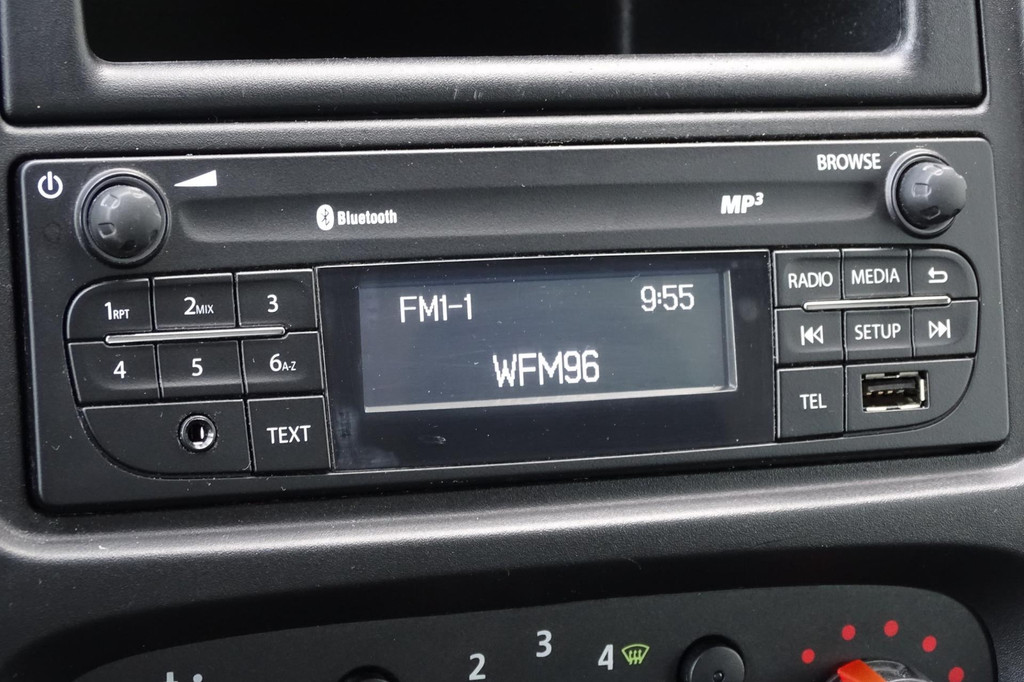 BROWSE
Bluetooth
MP3
1RPT 2MIX 3
4 5 6A-Z
TEXT
FM1-1 9:55
WFM96
RADIO MEDIA
SETUP
TEL
2 3 4